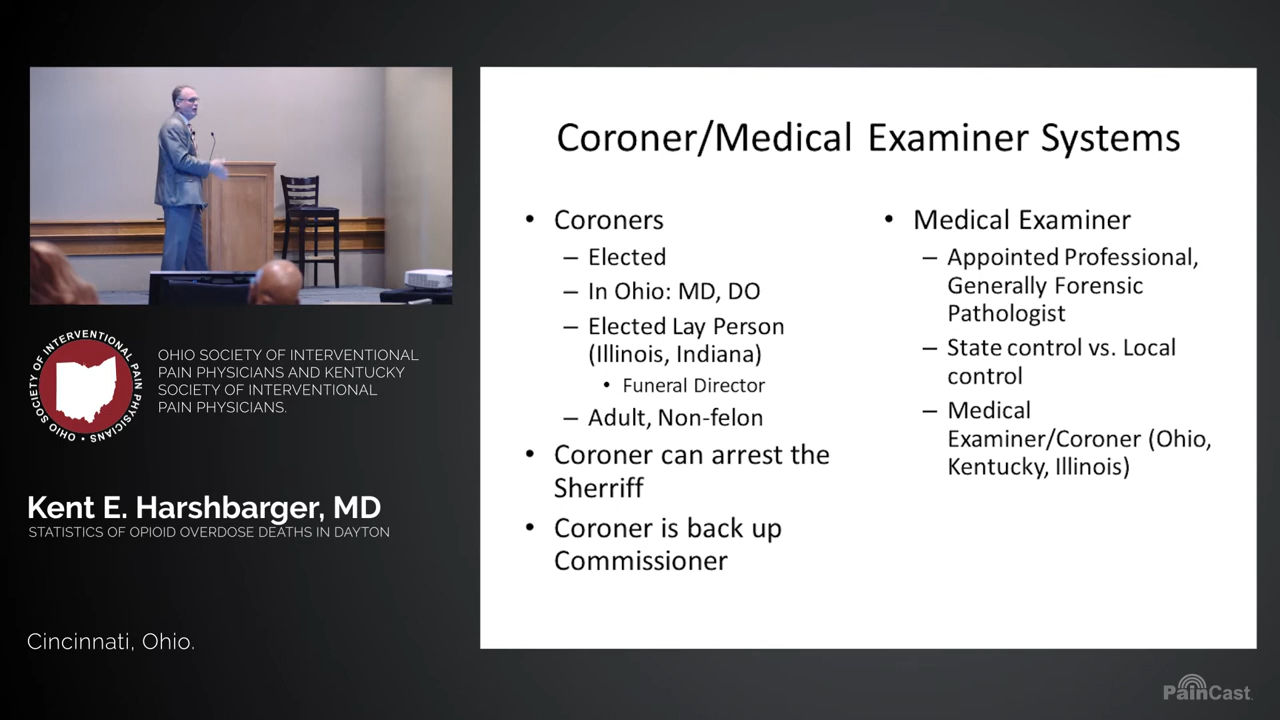 OHIO SOCIETY OF INTERVENTIONAL PAIN PHYSICIANS •
OHIO SOCIETY OF INTERVENTIONAL
PAIN PHYSICIANS AND KENTUCKY
SOCIETY OF INTERVENTIONAL
PAIN PHYSICIANS.
Kent E. Harshbarger, MD
STATISTICS OF OPIOID OVERDOSE DEATHS IN DAYTON
Cincinnati, Ohio.
Coroner/Medical Examiner Systems
• Coroners
– Elected
– In Ohio: MD, DO
– Elected Lay Person
(Illinois, Indiana)
• Funeral Director
– Adult, Non-felon
• Coroner can arrest the
Sherriff
• Coroner is back up
Commissioner
• Medical Examiner
– Appointed Professional,
Generally Forensic
Pathologist
– State control vs. Local
control
– Medical
Examiner/Coroner (Ohio,
Kentucky, Illinois)
PainCast